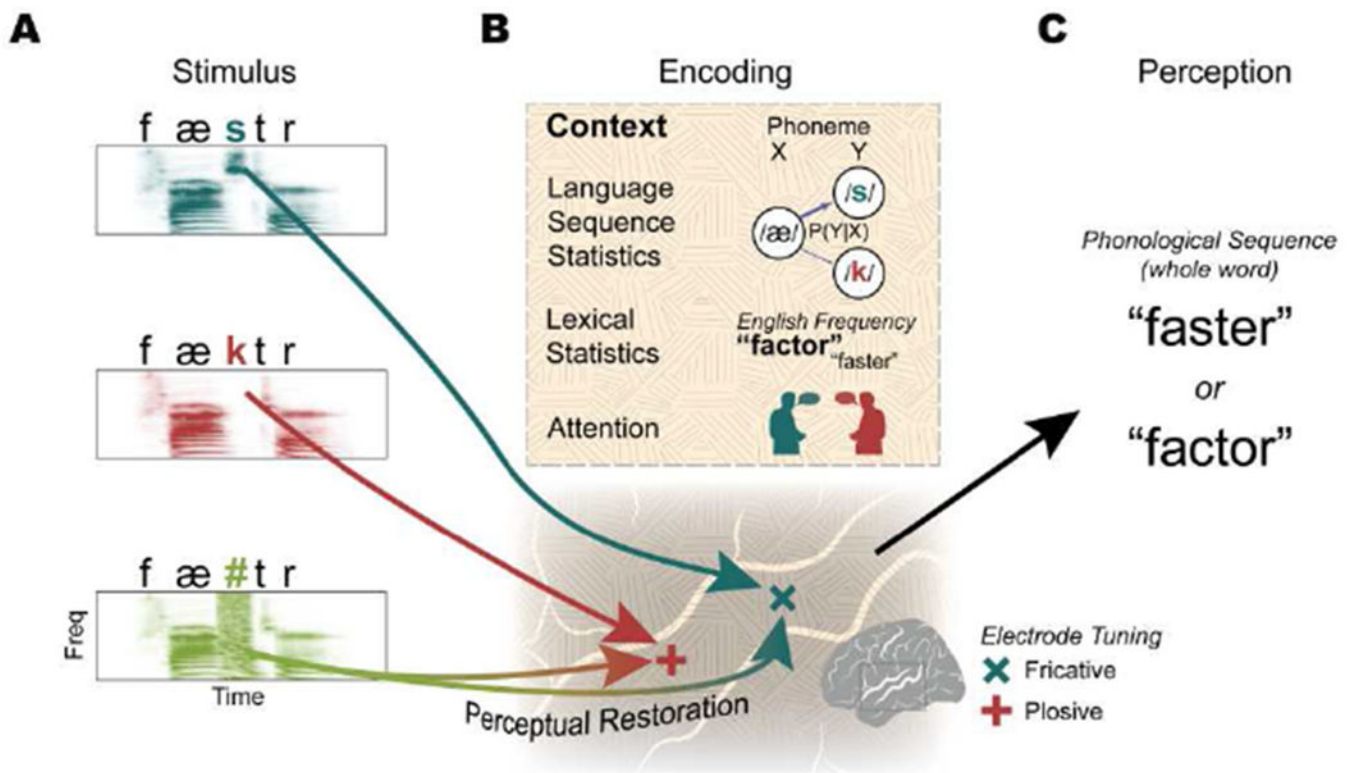 A
Stimulus
f æ s t r
f æ k t r
f æ # t r
Freq
Time
B
Encoding
Context
Phoneme
X Y
Language
Sequence
Statistics
/s/
/æ/ P(Y|X)
/k/
Lexical
Statistics
English Frequency
“factor” “faster”
Attention
Perceptual Restoration
C
Perception
Phonological Sequence
(whole word)
“faster”
or
“factor”
Electrode Tuning
Fricative
Plosive